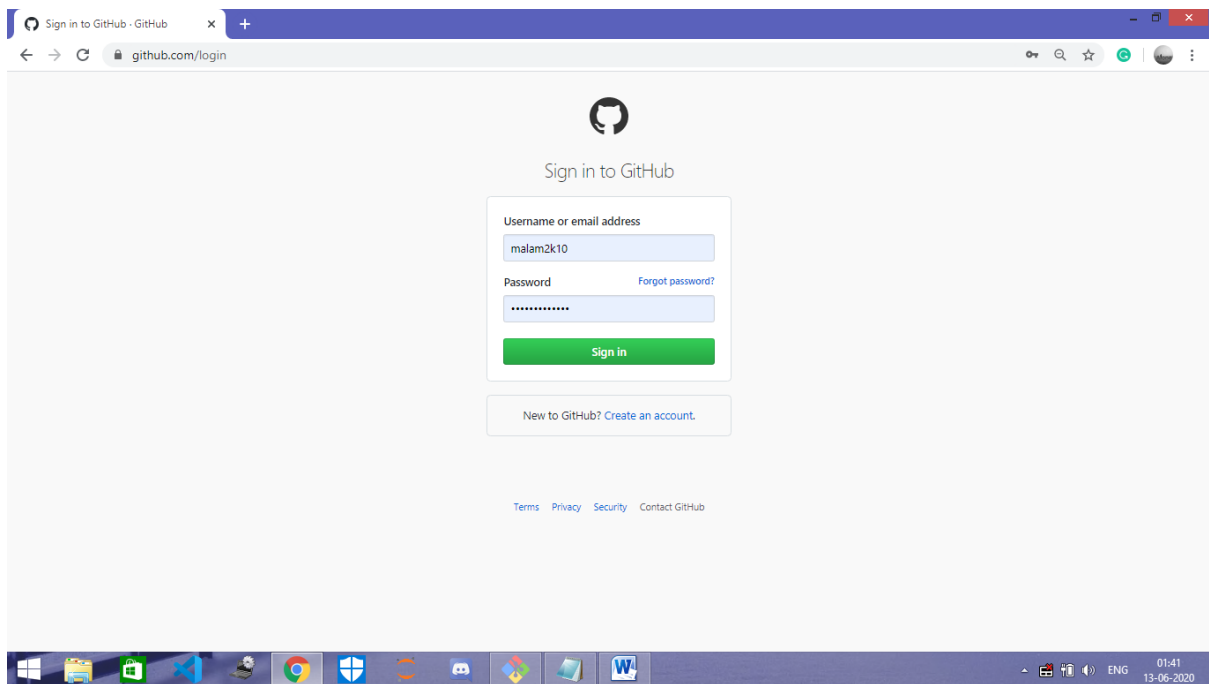 Sign in to GitHub · GitHub
github.com/login
Sign in to GitHub
Username or email address
malam2k10
Password Forgot password?
•••••••••••••
Sign in
New to GitHub? Create an account.
Terms Privacy Security Contact GitHub
ENG 01:41
13-06-2020